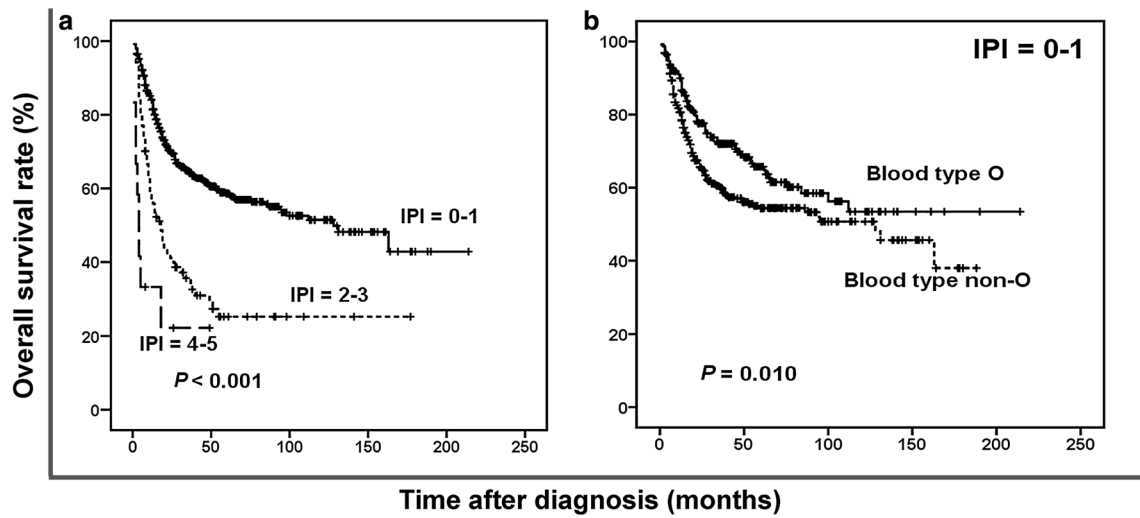 a
b
Overall survival rate (%)
100
80
60
40
20
0
IPI = 0-1
IPI = 2-3
IPI = 4-5
P < 0.001
0 50 100 150 200 250
100
80
60
40
20
0
IPI = 0-1
Blood type O
Blood type non-O
P = 0.010
0 50 100 150 200 250
Time after diagnosis (months)